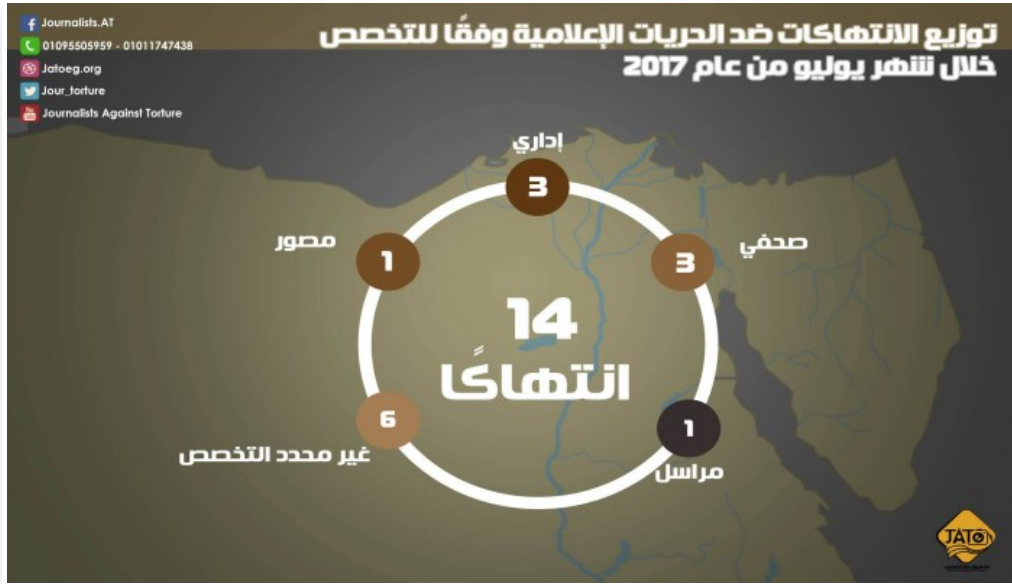 توزيع الانتهاكات ضد الحريات الإعلامية وفقًا للتخصص
خلال شهر يوليو من عام 2017
Journalists.AT
01095505959 - 01011747438
Jatoeg.org
Jour_torture
Journalists Against Torture
إداري
3
صحفي
3
مصور
1
14
انتهاكًا
6
غير محدد التخصص
1
مراسل
JATO